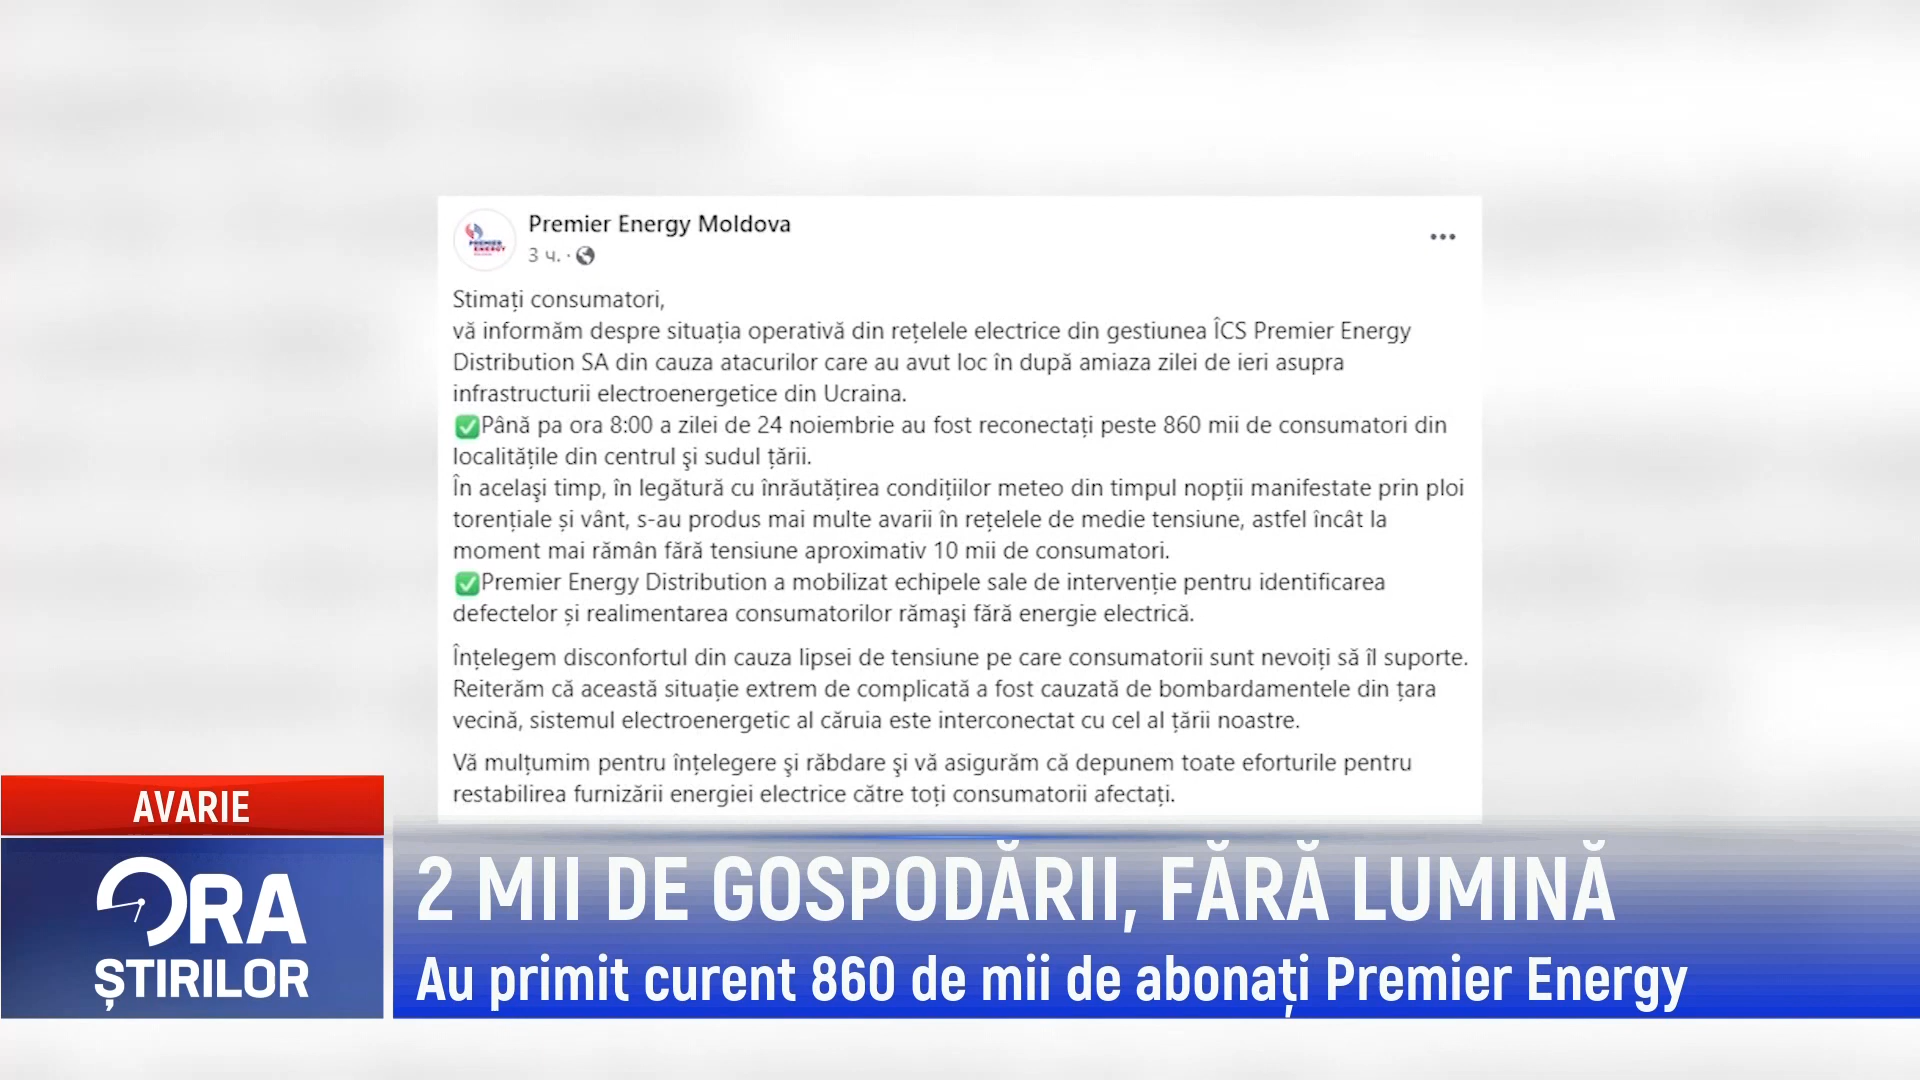 Premier Energy Moldova
3 ч. ·
Stimați consumatori,
vă informăm despre situația operativă din rețelele electrice din gestiunea ÎCS Premier Energy
Distribution SA din cauza atacurilor care au avut loc în după amiaza zilei de ieri asupra
infrastructurii electroenergetice din Ucraina.
✅Până pa ora 8:00 a zilei de 24 noiembrie au fost reconectați peste 860 mii de consumatori din
localitățile din centrul şi sudul țării.
În acelaşi timp, în legătură cu înrăutățirea condițiilor meteo din timpul nopții manifestate prin ploi
torențiale și vânt, s-au produs mai multe avarii în rețelele de medie tensiune, astfel încât la
moment mai rămân fără tensiune aproximativ 10 mii de consumatori.
✅Premier Energy Distribution a mobilizat echipele sale de intervenție pentru identificarea
defectelor și realimentarea consumatorilor rămaşi fără energie electrică.
Înțelegem disconfortul din cauza lipsei de tensiune pe care consumatorii sunt nevoiți să îl suporte.
Reiterăm că această situație extrem de complicată a fost cauzată de bombardamentele din țara
vecină, sistemul electroenergetic al căruia este interconectat cu cel al țării noastre.
Vă mulțumim pentru înțelegere şi răbdare şi vă asigurăm că depunem toate eforturile pentru
restabilirea furnizării energiei electrice către toți consumatorii afectați.
AVARIE
ORA
ȘTIRILOR
2 MII DE GOSPODĂRII, FĂRĂ LUMINĂ
Au primit curent 860 de mii de abonați Premier Energy